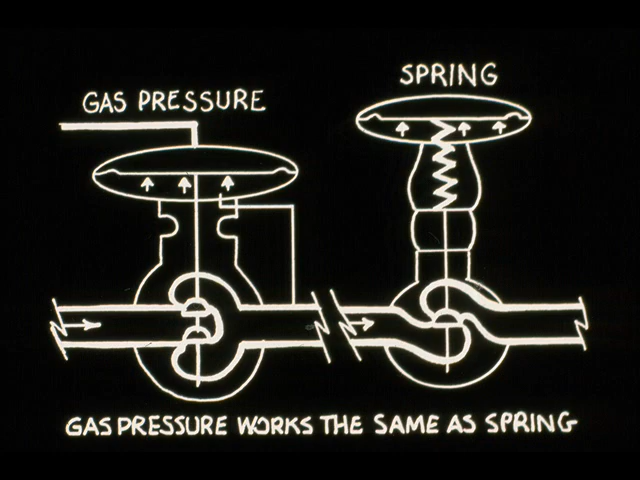 GAS PRESSURE
SPRING
GAS PRESSURE WORKS THE SAME AS SPRING